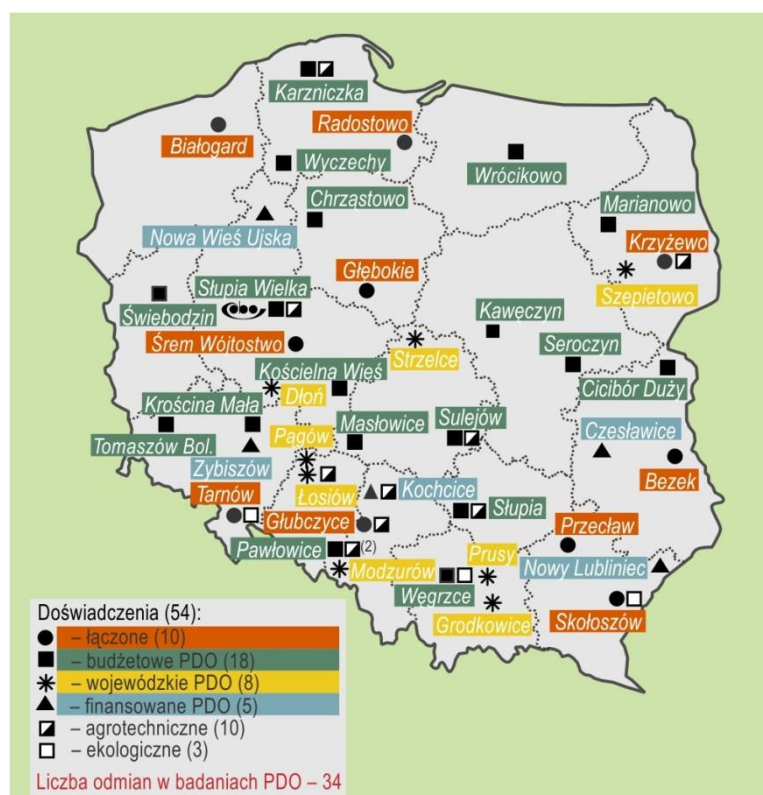 Karzniczka
Radostowo
Białogard
Wyczechy
Wrócikowo
Chrząstowo
Marianowo
Nowa Wieś Ujska
Krzyżewo
Głębokie
Słupia Wielka
Szepietowo
Świebodzin
cbo
Kawęczyn
Śrem Wójtostwo
Strzelce
Seroczyn
Kościelna Wieś
Cicibór Duży
Dłoń
Krościna Mała
Masłowice
Sulejów
Czesławice
Tomaszów Bol.
Pągów
Zybiszów
Bezek
Tarnów
Łosiów
Kochcice
Słupia
Głubczyce
Przecław
Pawłowice
(2)
Prusy
Modzurów
Nowy Lubliniec
Węgrzce
Grodkowice
Skołoszów
Doświadczenia (54):
– łączone (10)
– budżetowe PDO (18)
– wojewódzkie PDO (8)
– finansowane PDO (5)
– agrotechniczne (10)
– ekologiczne (3)
Liczba odmian w badaniach PDO – 34